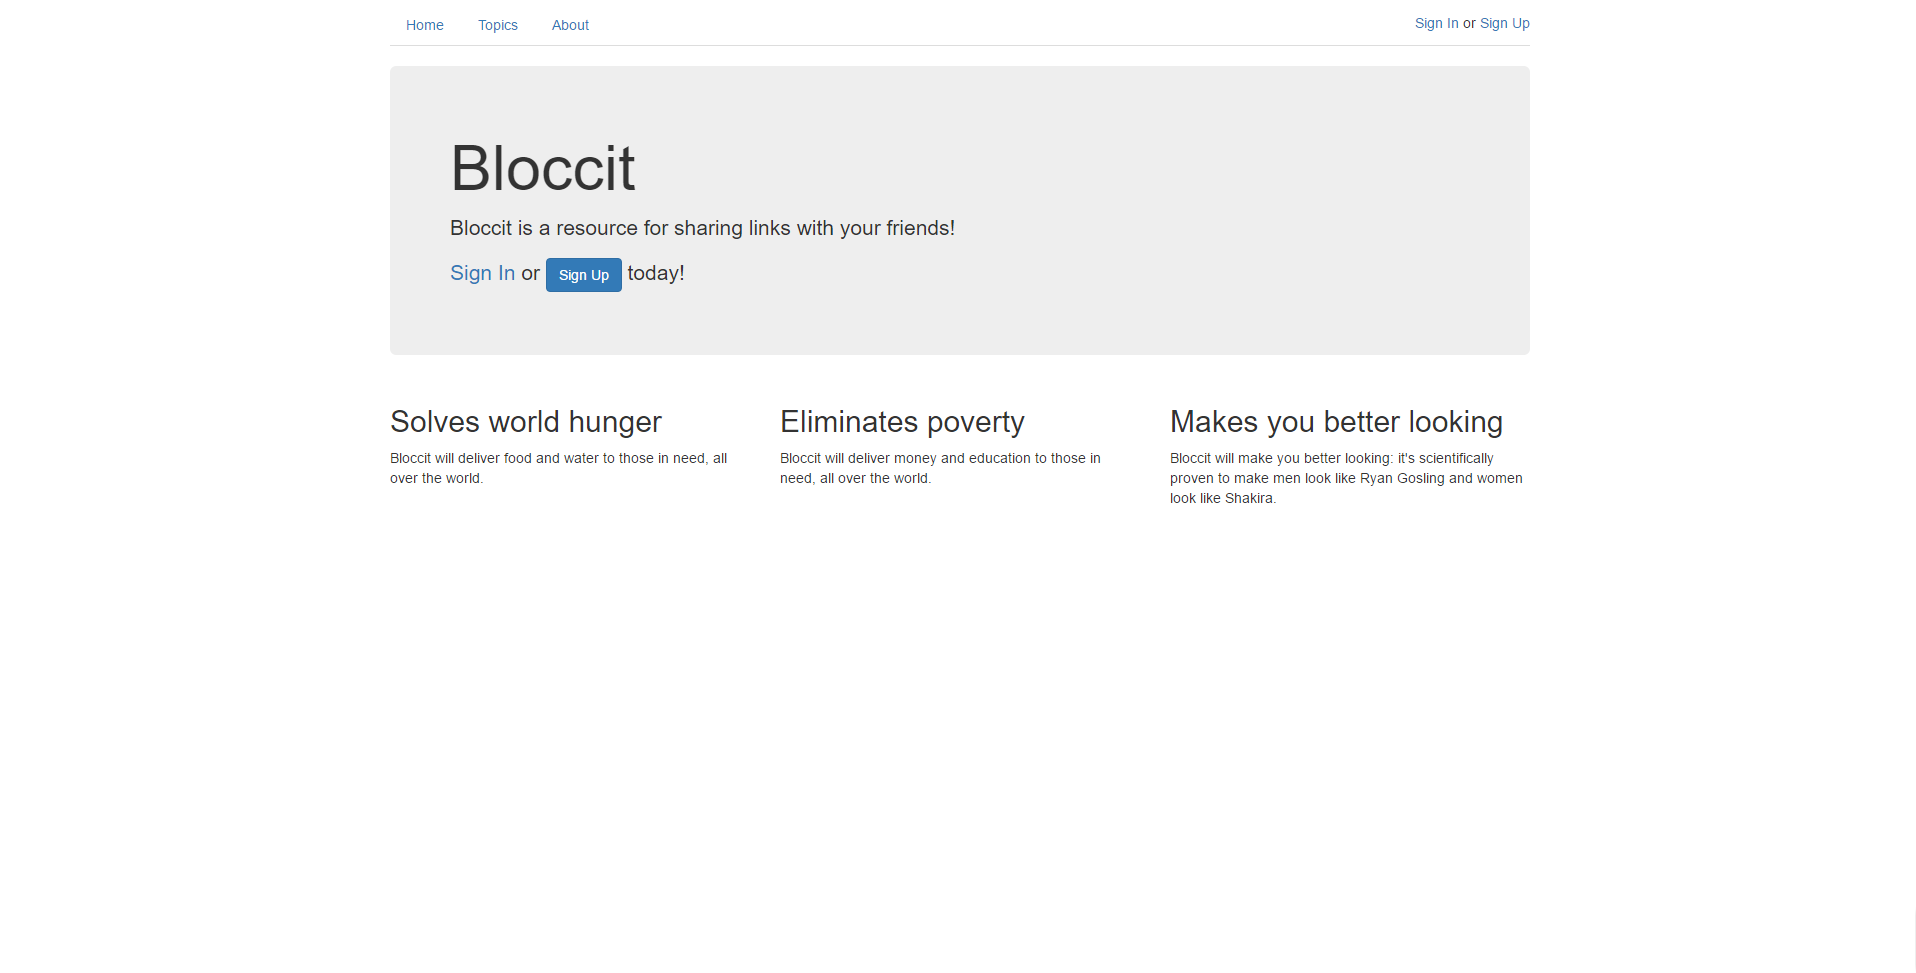 Home Topics About Sign In or Sign Up
Bloccit
Bloccit is a resource for sharing links with your friends!
Sign In or Sign Up today!
Solves world hunger
Bloccit will deliver food and water to those in need, all
over the world.
Eliminates poverty
Bloccit will deliver money and education to those in
need, all over the world.
Makes you better looking
Bloccit will make you better looking: it's scientifically
proven to make men look like Ryan Gosling and women
look like Shakira.